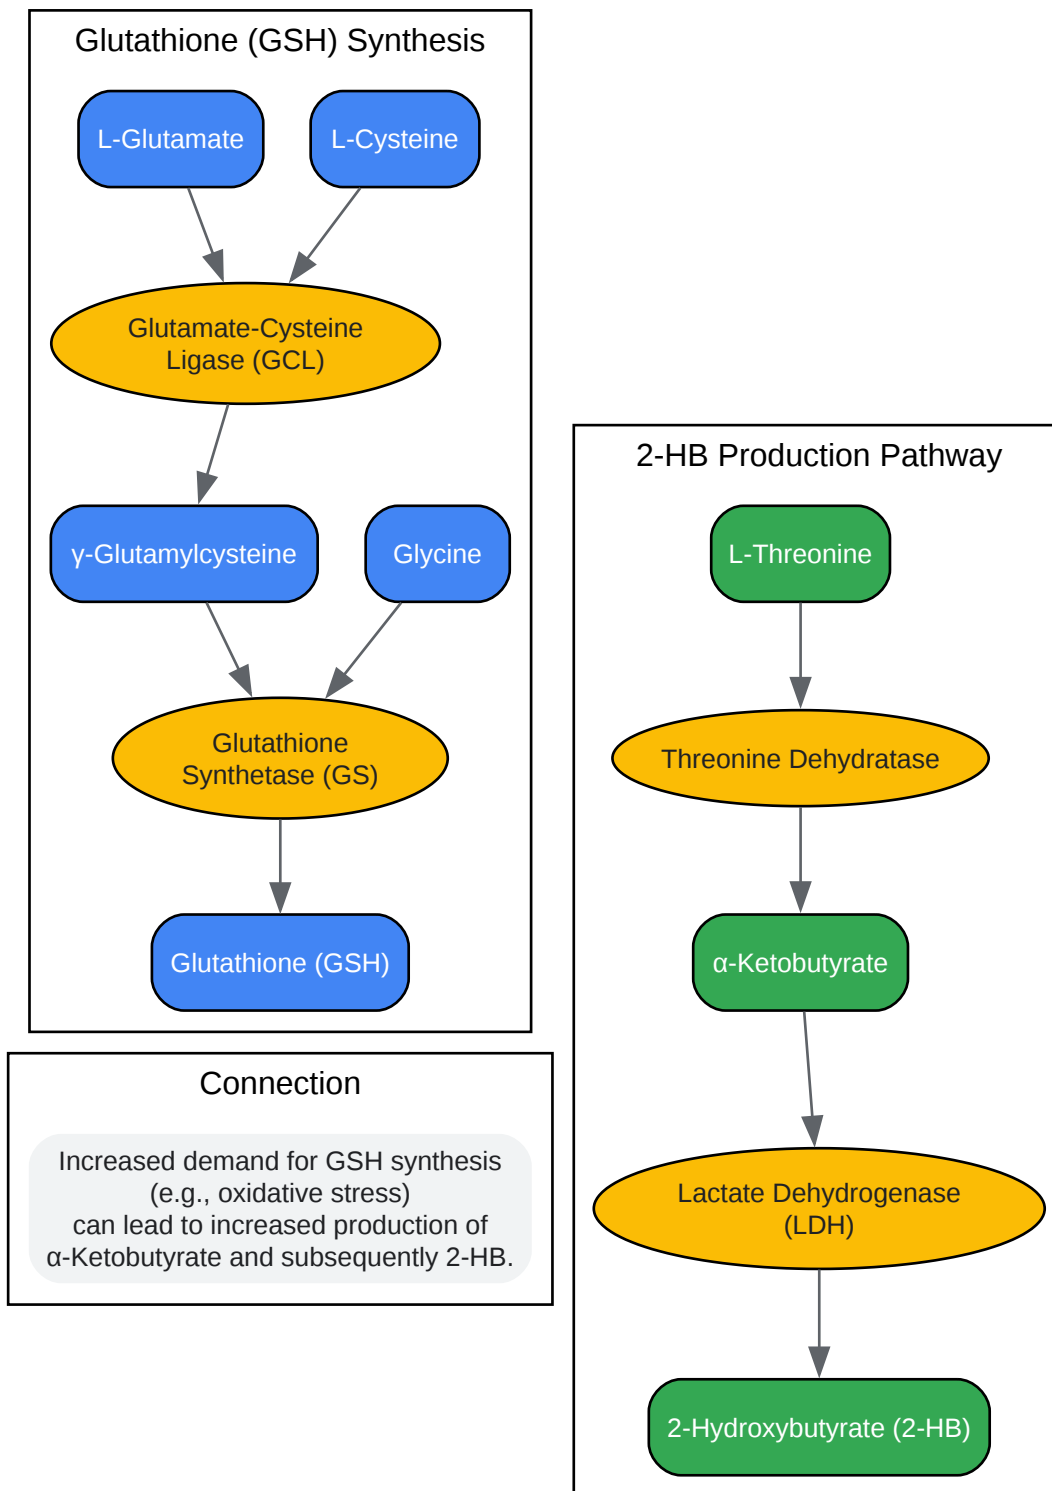 Glutathione (GSH) Synthesis
L-Glutamate
L-Cysteine
Glutamate-Cysteine
Ligase (GCL)
γ-Glutamylcysteine
Glycine
Glutathione
Synthetase (GS)
Glutathione (GSH)
Connection
Increased demand for GSH synthesis
(e.g., oxidative stress)
can lead to increased production of
α-Ketobutyrate and subsequently 2-HB.
2-HB Production Pathway
L-Threonine
Threonine Dehydratase
α-Ketobutyrate
Lactate Dehydrogenase
(LDH)
2-Hydroxybutyrate (2-HB)